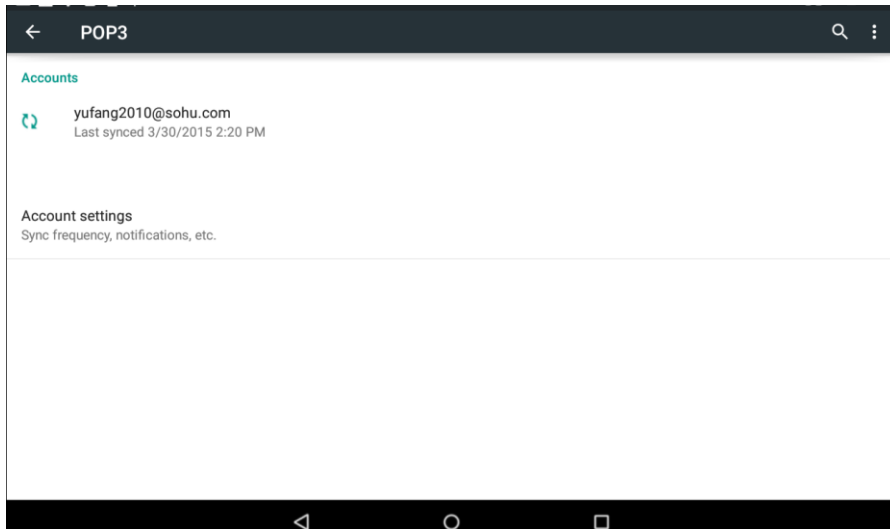 POP3
Accounts
yufang2010@sohu.com
Last synced 3/30/2015 2:20 PM
Account settings
Sync frequency, notifications, etc.